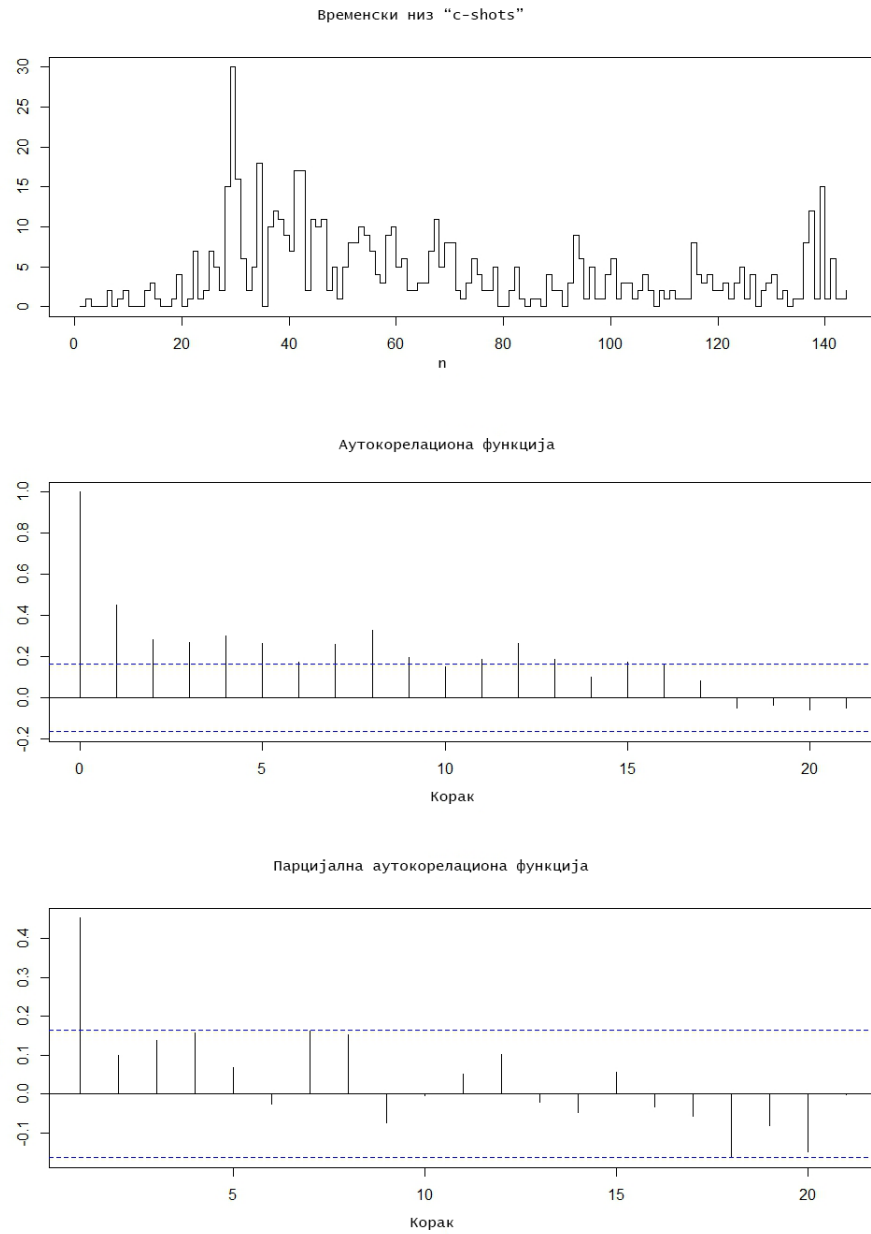 Временски низ “c-shots”
30
25
20
15
10
5
0
0 20 40 60 80 100 120 140
n
Аутокорелациона функција
1.0
0.8
0.6
0.4
0.2
0.0
-0.2
0 5 10 15 20
Корак
Парцијална аутокорелациона функција
0.4
0.3
0.2
0.1
0.0
-0.1
5 10 15 20
Корак